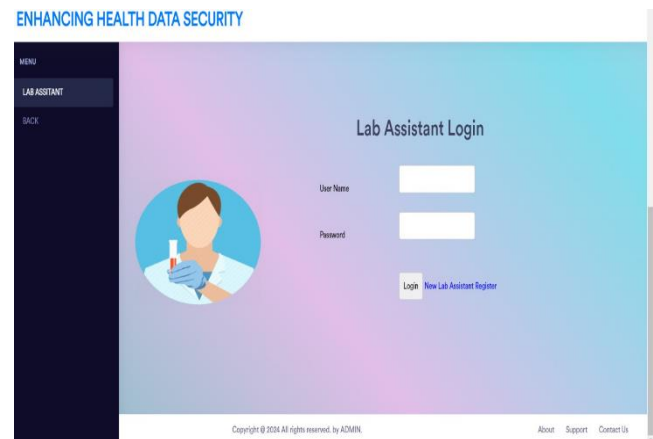 ENHANCING HEALTH DATA SECURITY
MENU
LAB ASSITANT
BACK
Lab Assistant Login
User Name
Password
Login New Lab Assistant Register
Copyright @ 2024 All rights reserved. by ADMIN. About Support Contact Us